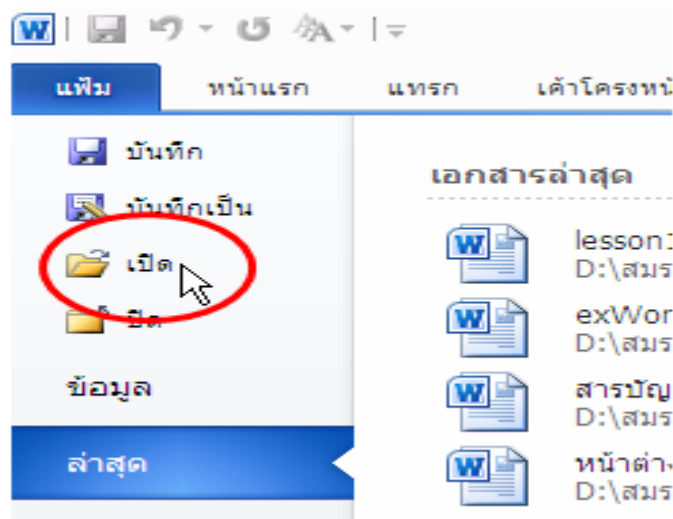 แฟ้ม หน้าแรก แทรก
บันทึก
บันทึกเป็น
เปิด
ปิด
ข้อมูล
ล่าสุด
เอกสารล่าสุด
D:\สมร
D:\สมร
สารบัญ
D:\สมร
D:\สมร